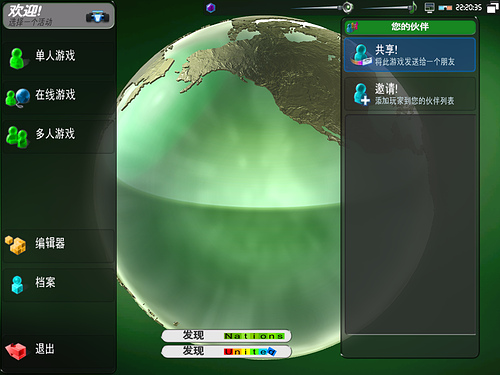 欢迎!
选择一个活动
单人游戏
在线游戏
多人游戏
编辑器
档案
退出
22:20:35
您的伙伴
共享!
将此游戏发送给一个朋友
邀请!
添加玩家到您的伙伴列表
发现 Nations
发现 United